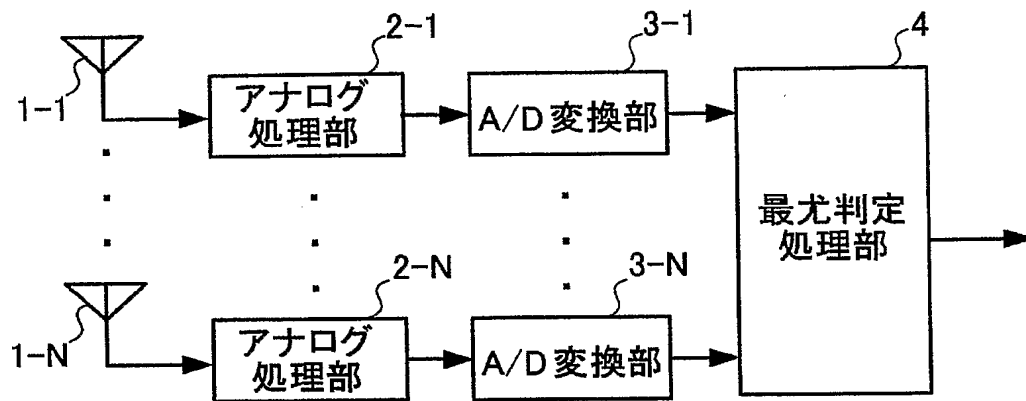 2-1
3-1
4
1-1
アナログ
処理部
A/D変換部
最尤判定
処理部
2-N
3-N
1-N
アナログ
処理部
A/D変換部